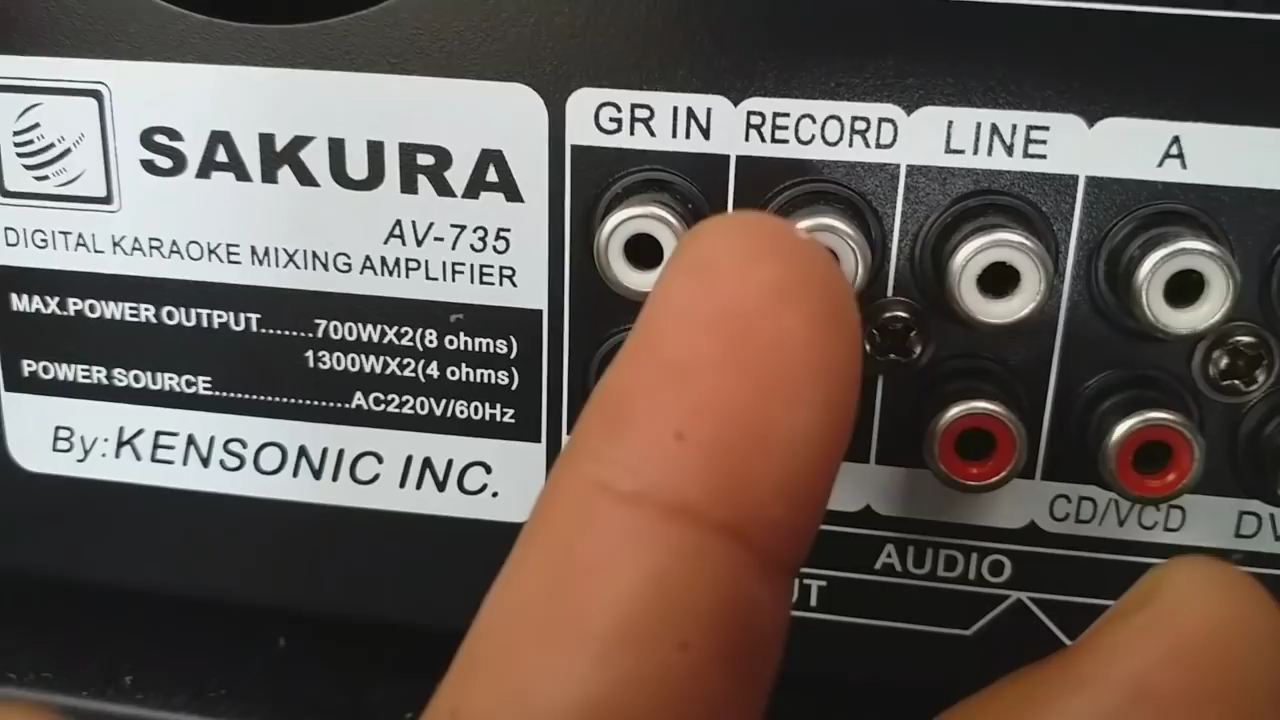 SAKURA
AV-735
DIGITAL KARAOKE MIXING AMPLIFIER
MAX.POWER OUTPUT.......700WX2(8 ohms)
1300WX2(4 ohms)
POWER SOURCE..................AC220V/60Hz
By:KENSONIC INC.
GR IN
RECORD
LINE
A
CD/VCD
AUDIO